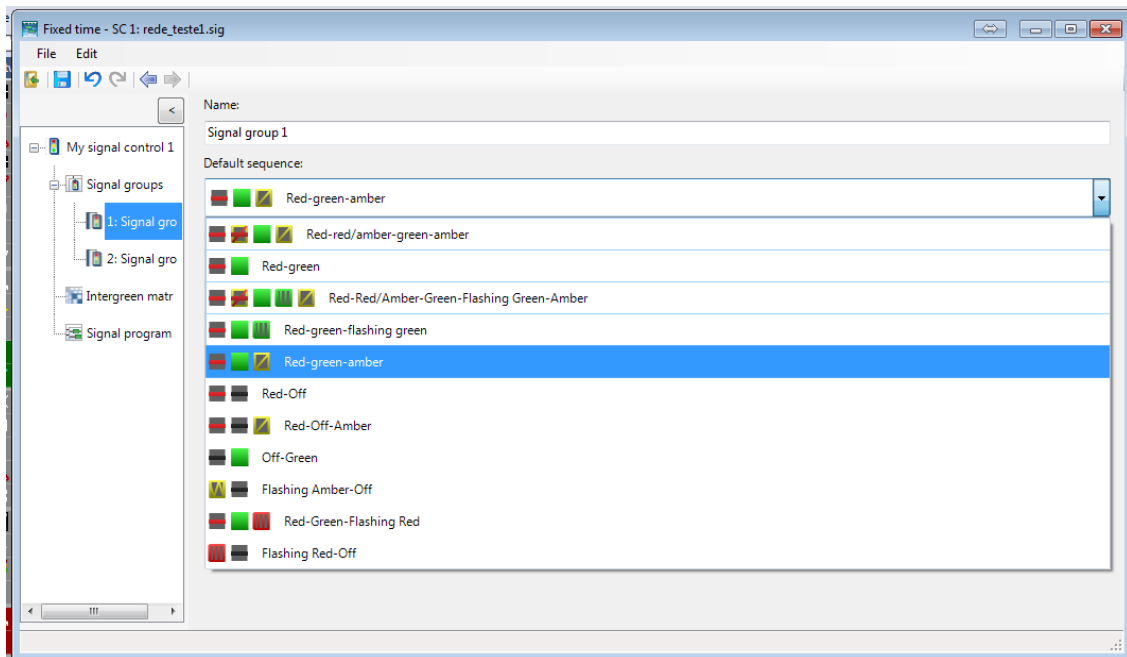 Fixed time - SC 1: rede_teste1.sig
File Edit
<
Name:
Signal group 1
My signal control 1
Default sequence:
Signal groups
Red-green-amber
1: Signal gro
Red-red/amber-green-amber
2: Signal gro
Red-green
Intergreen matr
Red-Red/Amber-Green-Flashing Green-Amber
Signal program
Red-green-flashing green
Red-green-amber
Red-Off
Red-Off-Amber
Off-Green
Flashing Amber-Off
Red-Green-Flashing Red
Flashing Red-Off